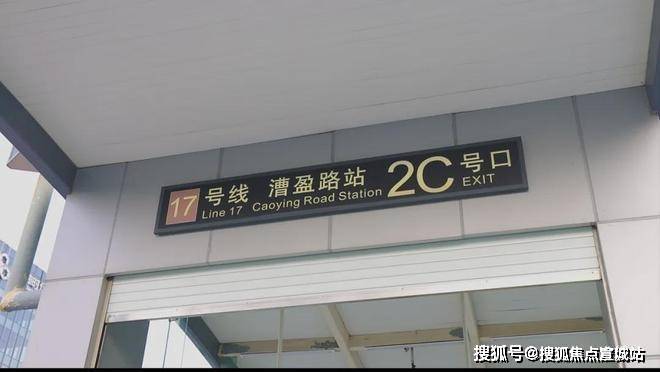 17 号线 漕盈路站 2C 号口
Line 17 Caoying Road Station EXIT
搜狐号@搜狐焦点宣城站